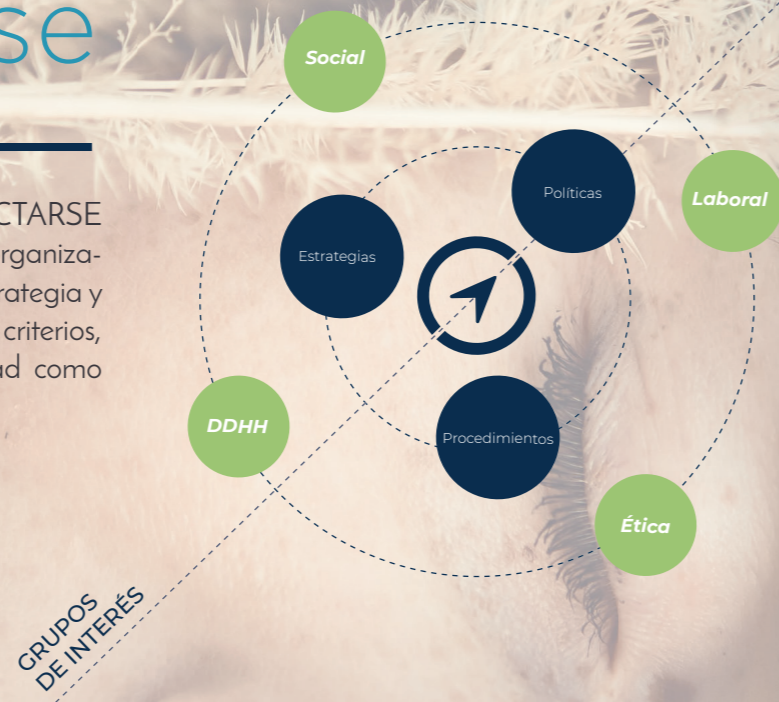 se
CTARSE
rganiza-
rategia y
criterios,
ad como
Social
Políticas
Laboral
Estrategias
DDHH
Procedimientos
Ética
GRUPOS
DE INTERÉS